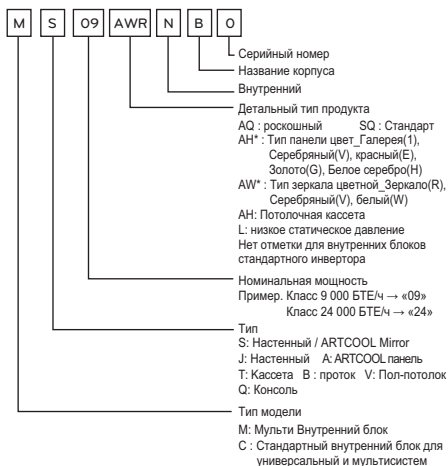 M S 09 AWR N B 0
Серийный номер
Название корпуса
Внутренний
Детальный тип продукта
AQ : роскошный SQ : Стандарт
AH* : Тип панели цвет_Галерея(1),
Серебряный(V), красный(E),
Золото(G), Белое серебро(H)
AW* : Тип зеркала цветной_Зеркало(R),
Серебряный(V), белый(W)
AH: Потолочная кассета
L: низкое статическое давление
Нет отметки для внутренних блоков
стандартного инвертора
Номинальная мощность
Пример. Класс 9 000 БТЕ/ч → «09»
Класс 24 000 БТЕ/ч → «24»
Тип
S: Настенный / ARTCOOL Mirror
J: Настенный A: ARTCOOL панель
T: Кассета B : проток V: Пол-потолок
Q: Консоль
Тип модели
M: Мульти Внутренний блок
C : Стандартный внутренний блок для
универсальный и мультисистем